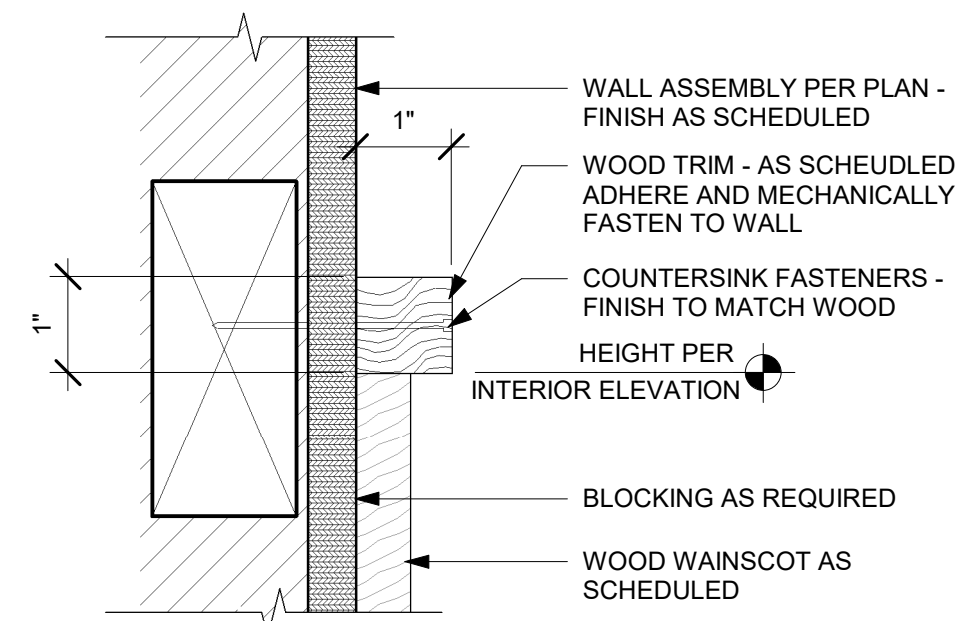 WALL ASSEMBLY PER PLAN -
FINISH AS SCHEDULED
1"
WOOD TRIM - AS SCHEUDLED
ADHERE AND MECHANICALLY
FASTEN TO WALL
COUNTERSINK FASTENERS -
FINISH TO MATCH WOOD
1"
HEIGHT PER
INTERIOR ELEVATION
BLOCKING AS REQUIRED
WOOD WAINSCOT AS
SCHEDULED